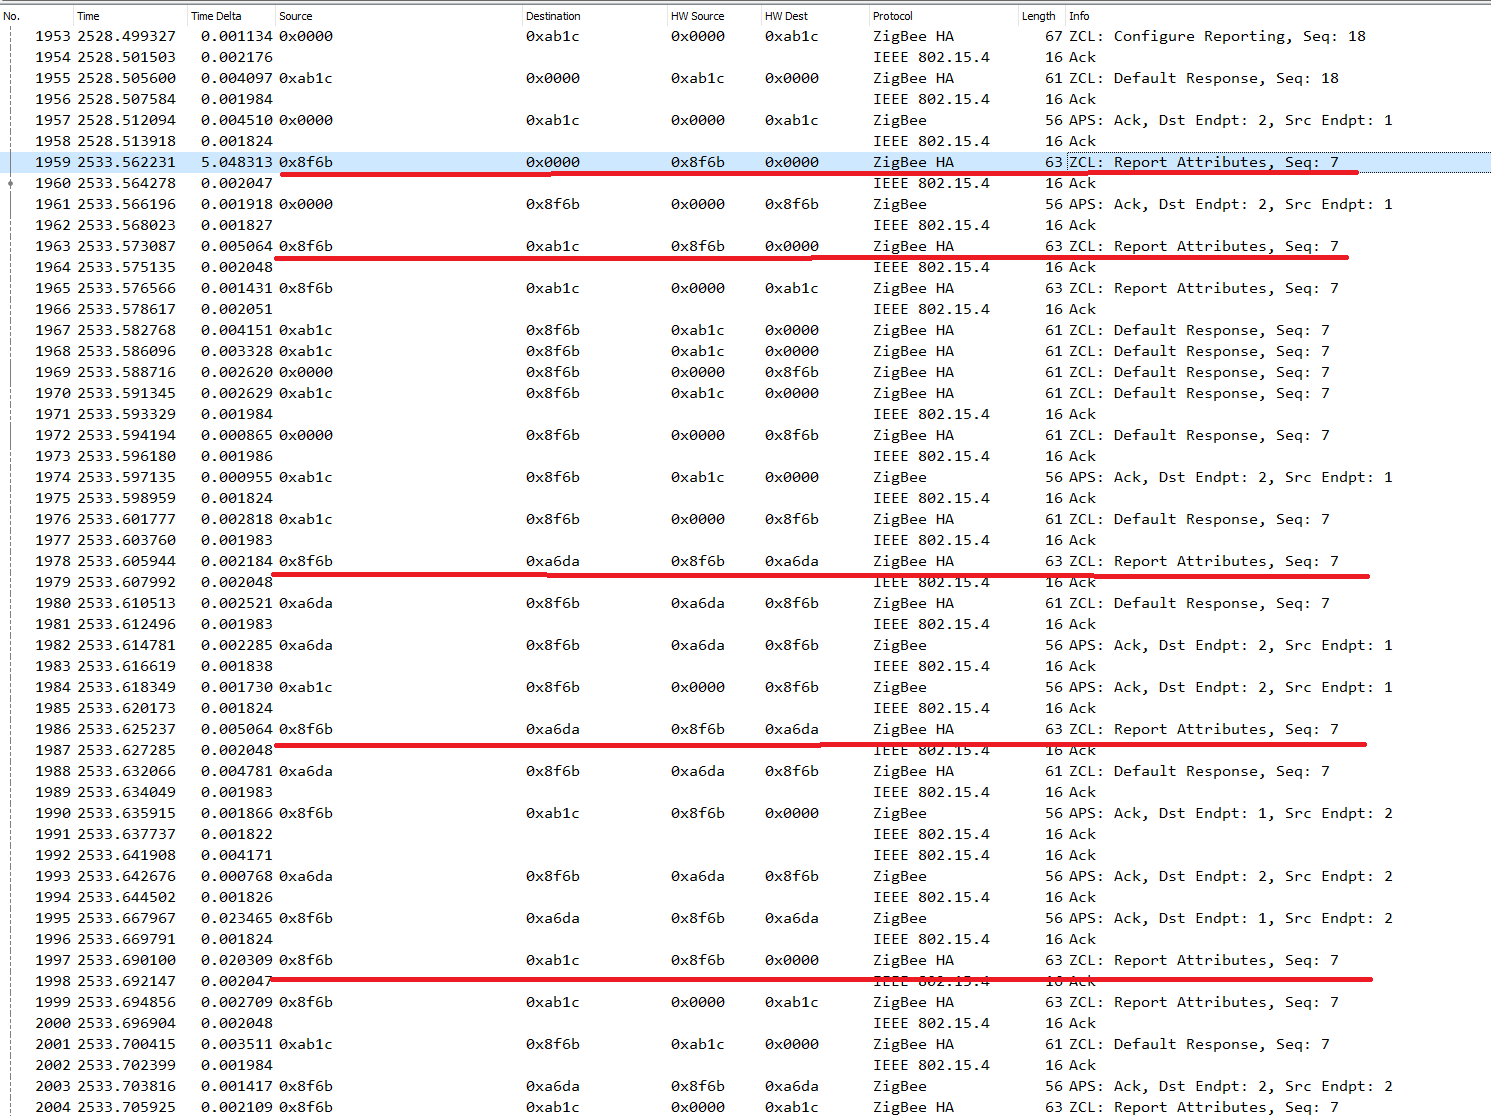 No. Time Time Delta Source Destination HW Source HW Dest Protocol Length Info
1953 2528.499327 0.001134 0x0000 0xab1c 0x0000 0xab1c ZigBee HA 67 ZCL: Configure Reporting, Seq: 18
1954 2528.501503 0.002176 IEEE 802.15.4 16 Ack
1955 2528.505600 0.004097 0xab1c 0x0000 0xab1c 0x0000 ZigBee HA 61 ZCL: Default Response, Seq: 18
1956 2528.507584 0.001984 IEEE 802.15.4 16 Ack
1957 2528.512094 0.004510 0x0000 0xab1c 0x0000 0xab1c ZigBee 56 APS: Ack, Dst Endpt: 2, Src Endpt: 1
1958 2528.513918 0.001824 IEEE 802.15.4 16 Ack
1959 2533.562231 5.048313 0x8f6b 0x0000 0x8f6b 0x0000 ZigBee HA 63 ZCL: Report Attributes, Seq: 7
1960 2533.564278 0.002047 IEEE 802.15.4 16 Ack
1961 2533.566196 0.001918 0x0000 0x8f6b 0x0000 0x8f6b ZigBee 56 APS: Ack, Dst Endpt: 2, Src Endpt: 1
1962 2533.568023 0.001827 IEEE 802.15.4 16 Ack
1963 2533.573087 0.005064 0x8f6b 0xab1c 0x8f6b 0x0000 ZigBee HA 63 ZCL: Report Attributes, Seq: 7
1964 2533.575135 0.002048 IEEE 802.15.4 16 Ack
1965 2533.576566 0.001431 0x8f6b 0xab1c 0x0000 0xab1c ZigBee HA 63 ZCL: Report Attributes, Seq: 7
1966 2533.578617 0.002051 IEEE 802.15.4 16 Ack
1967 2533.582768 0.004151 0xab1c 0x8f6b 0xab1c 0x0000 ZigBee HA 61 ZCL: Default Response, Seq: 7
1968 2533.586096 0.003328 0xab1c 0x8f6b 0xab1c 0x0000 ZigBee HA 61 ZCL: Default Response, Seq: 7
1969 2533.588716 0.002620 0x0000 0x8f6b 0x0000 0x8f6b ZigBee HA 61 ZCL: Default Response, Seq: 7
1970 2533.591345 0.002629 0xab1c 0x8f6b 0xab1c 0x0000 ZigBee HA 61 ZCL: Default Response, Seq: 7
1971 2533.593329 0.001984 IEEE 802.15.4 16 Ack
1972 2533.594194 0.000865 0x0000 0x8f6b 0x0000 0x8f6b ZigBee HA 61 ZCL: Default Response, Seq: 7
1973 2533.596180 0.001986 IEEE 802.15.4 16 Ack
1974 2533.597135 0.000955 0xab1c 0x8f6b 0xab1c 0x0000 ZigBee 56 APS: Ack, Dst Endpt: 2, Src Endpt: 1
1975 2533.598959 0.001824 IEEE 802.15.4 16 Ack
1976 2533.601777 0.002818 0xab1c 0x8f6b 0x0000 0x8f6b ZigBee HA 61 ZCL: Default Response, Seq: 7
1977 2533.603760 0.001983 IEEE 802.15.4 16 Ack
1978 2533.605944 0.002184 0x8f6b 0xa6da 0x8f6b 0xa6da ZigBee HA 63 ZCL: Report Attributes, Seq: 7
1979 2533.607992 0.002048 IEEE 802.15.4 16 Ack
1980 2533.610513 0.002521 0xa6da 0x8f6b 0xa6da 0x8f6b ZigBee HA 61 ZCL: Default Response, Seq: 7
1981 2533.612496 0.001983 IEEE 802.15.4 16 Ack
1982 2533.614781 0.002285 0xa6da 0x8f6b 0xa6da 0x8f6b ZigBee 56 APS: Ack, Dst Endpt: 2, Src Endpt: 1
1983 2533.616619 0.001838 IEEE 802.15.4 16 Ack
1984 2533.618349 0.001730 0xab1c 0x8f6b 0x0000 0x8f6b ZigBee 56 APS: Ack, Dst Endpt: 2, Src Endpt: 1
1985 2533.620173 0.001824 IEEE 802.15.4 16 Ack
1986 2533.625237 0.005064 0x8f6b 0xa6da 0x8f6b 0xa6da ZigBee HA 63 ZCL: Report Attributes, Seq: 7
1987 2533.627285 0.002048 IEEE 802.15.4 16 Ack
1988 2533.632066 0.004781 0xa6da 0x8f6b 0xa6da 0x8f6b ZigBee HA 61 ZCL: Default Response, Seq: 7
1989 2533.634049 0.001983 IEEE 802.15.4 16 Ack
1990 2533.635915 0.001866 0x8f6b 0xab1c 0x8f6b 0x0000 ZigBee 56 APS: Ack, Dst Endpt: 1, Src Endpt: 2
1991 2533.637737 0.001822 IEEE 802.15.4 16 Ack
1992 2533.641908 0.004171 IEEE 802.15.4 16 Ack
1993 2533.642676 0.000768 0xa6da 0x8f6b 0xa6da 0x8f6b ZigBee 56 APS: Ack, Dst Endpt: 2, Src Endpt: 2
1994 2533.644502 0.001826 IEEE 802.15.4 16 Ack
1995 2533.667967 0.023465 0x8f6b 0xa6da 0x8f6b 0xa6da ZigBee 56 APS: Ack, Dst Endpt: 1, Src Endpt: 2
1996 2533.669791 0.001824 IEEE 802.15.4 16 Ack
1997 2533.690100 0.020309 0x8f6b 0xab1c 0x8f6b 0x0000 ZigBee HA 63 ZCL: Report Attributes, Seq: 7
1998 2533.692147 0.002047 IEEE 802.15.4 16 Ack
1999 2533.694856 0.002709 0x8f6b 0xab1c 0x0000 0xab1c ZigBee HA 63 ZCL: Report Attributes, Seq: 7
2000 2533.696904 0.002048 IEEE 802.15.4 16 Ack
2001 2533.700415 0.003511 0xab1c 0x8f6b 0xab1c 0x0000 ZigBee HA 61 ZCL: Default Response, Seq: 7
2002 2533.702399 0.001984 IEEE 802.15.4 16 Ack
2003 2533.703816 0.001417 0x8f6b 0xa6da 0x8f6b 0xa6da ZigBee 56 APS: Ack, Dst Endpt: 2, Src Endpt: 2
2004 2533.705925 0.002109 0x8f6b 0xab1c 0x0000 0xab1c ZigBee HA 63 ZCL: Report Attributes, Seq: 7